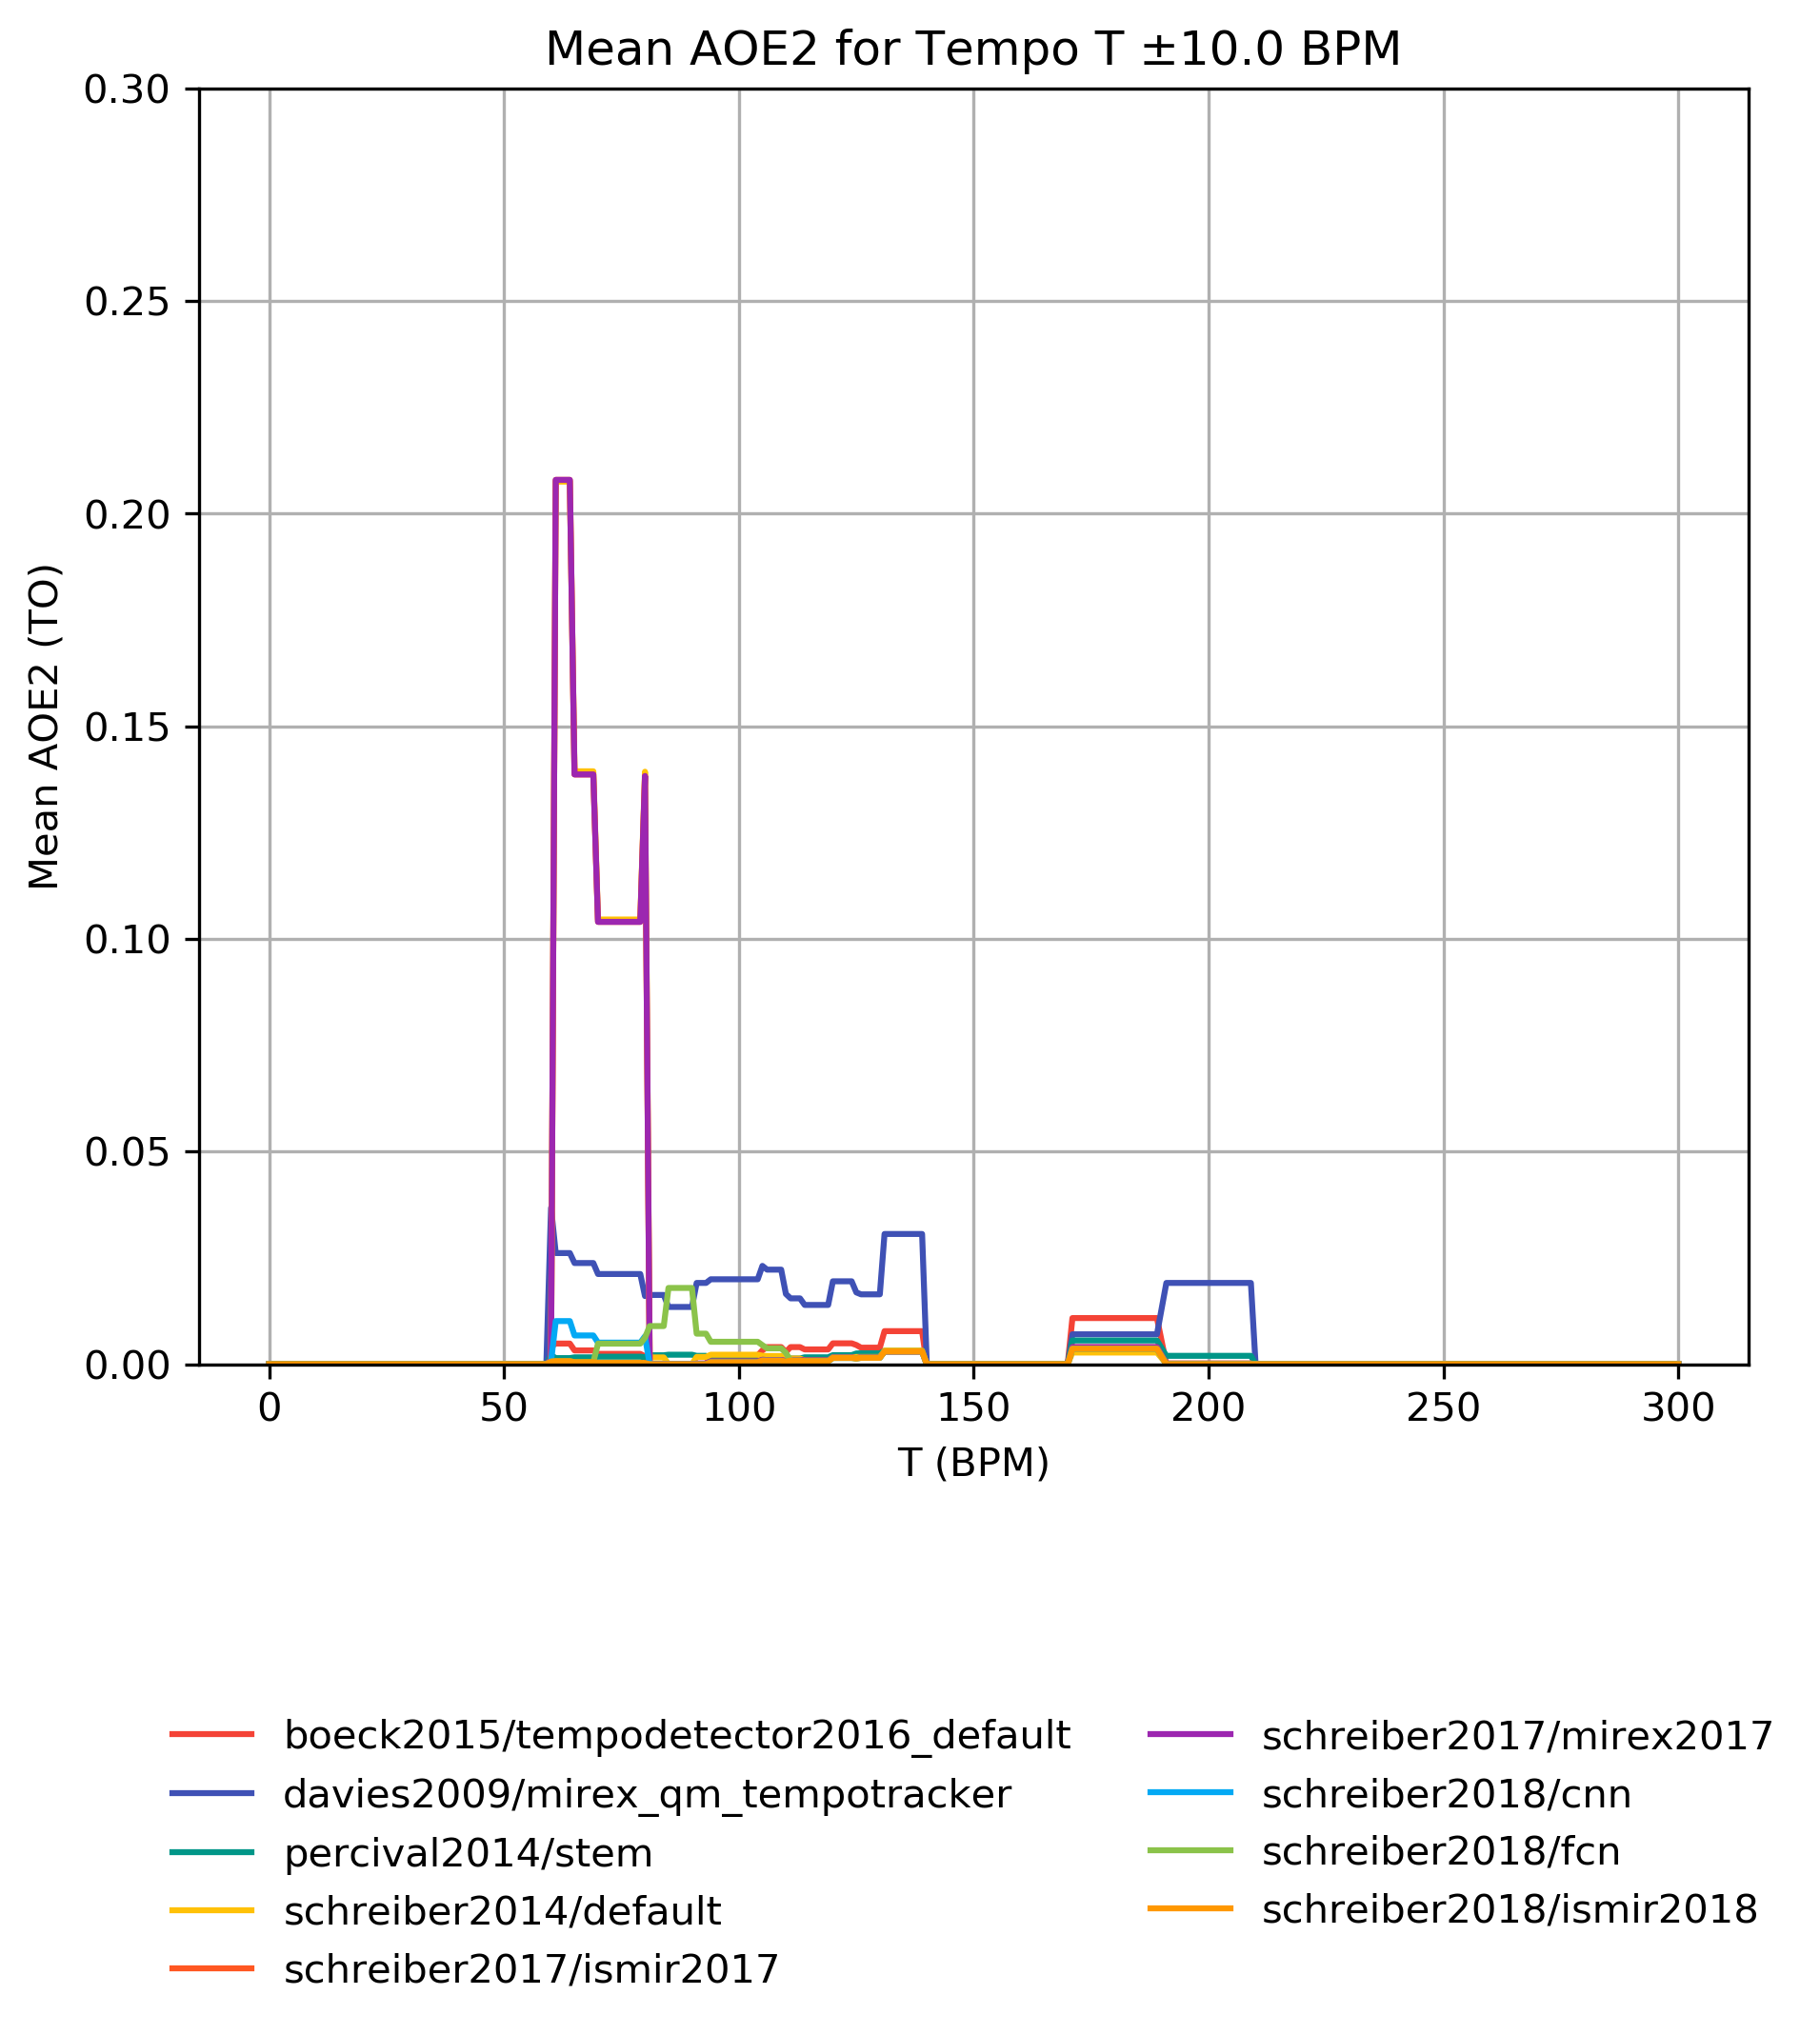 Mean AOE2 for Tempo T ±10.0 BPM
0.30
0.25
0.20
0.15
0.10
0.05
0.00
Mean AOE2 (TO)
0 50 100 150 200 250 300
T (BPM)
boeck2015/tempodetector2016_default
davies2009/mirex_qm_tempotracker
percival2014/stem
schreiber2014/default
schreiber2017/ismir2017
schreiber2017/mirex2017
schreiber2018/cnn
schreiber2018/fcn
schreiber2018/ismir2018